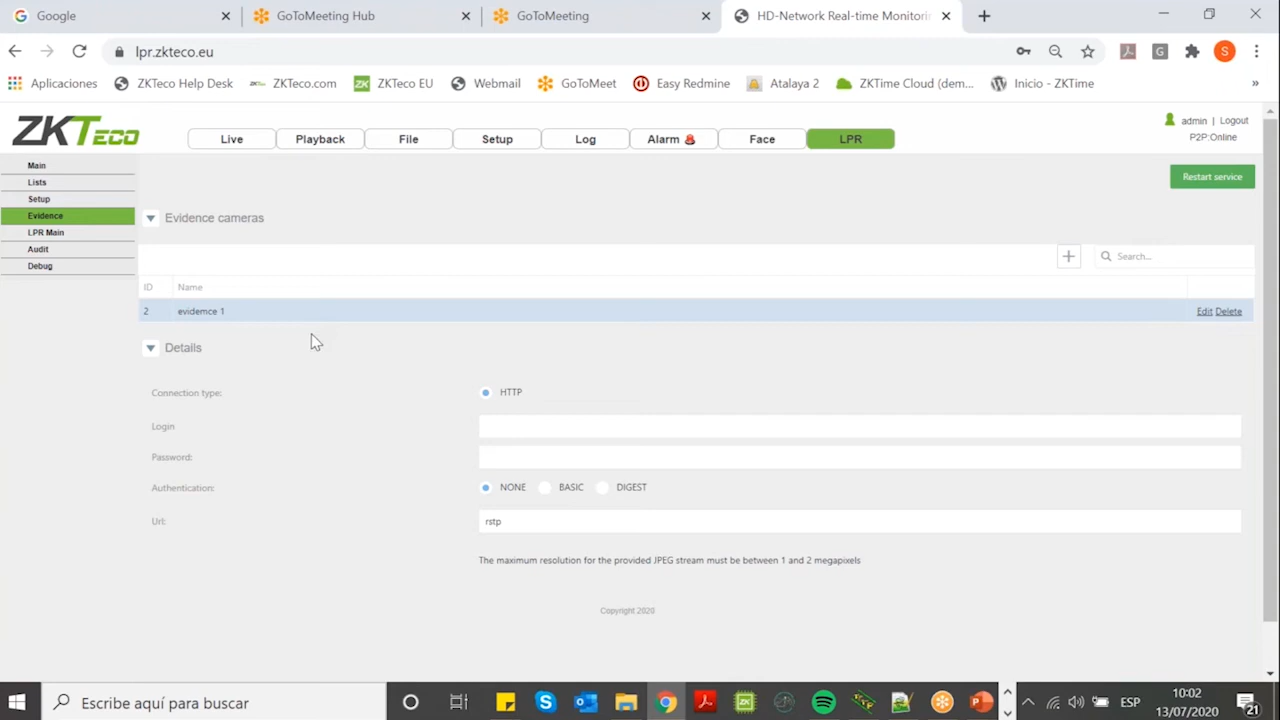 Google
GoToMeeting Hub
GoToMeeting
HD-Network Real-time Monitorin
lpr.zkteco.eu
G
S
Aplicaciones
ZKTeco Help Desk
ZKTeco.com
ZK
ZKTeco EU
Webmail
GoToMeet
Easy Redmine
Atalaya 2
ZKTime Cloud (dem...
Inicio - ZKTime
»
ZKTeco
Live
Playback
File
Setup
Log
Alarm
Face
LPR
admin | Logout
P2P:Online
Main
Lists
Setup
Evidence
LPR Main
Audit
Debug
Restart service
Evidence cameras
Search...
ID
Name
2
evidemce 1
Edit Delete
Details
Connection type:
HTTP
Login
Password:
Authentication:
NONE
BASIC
DIGEST
Url:
rstp
The maximum resolution for the provided JPEG stream must be between 1 and 2 megapixels
Copyright 2020
Escribe aquí para buscar
ESP
10:02
13/07/2020
21